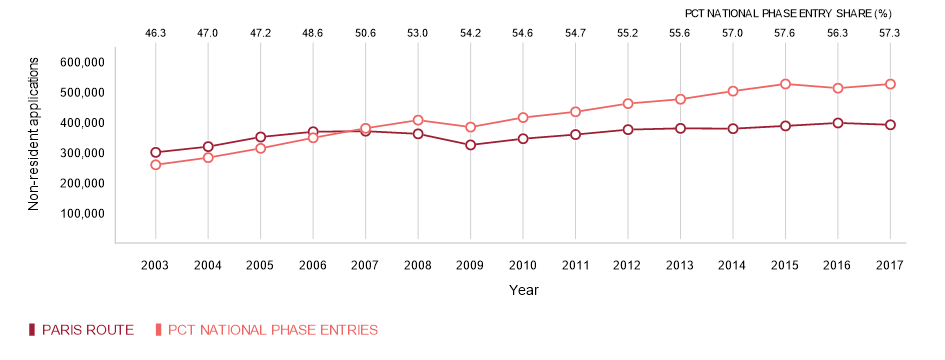 PCT NATIONAL PHASE ENTRY SHARE (%)
46.3 47.0 47.2 48.6 50.6 53.0 54.2 54.6 54.7 55.2 55.6 57.0 57.6 56.3 57.3
Non-resident applications
600,000
500,000
400,000
300,000
200,000
100,000
2003 2004 2005 2006 2007 2008 2009 2010 2011 2012 2013 2014 2015 2016 2017
Year
PARIS ROUTE PCT NATIONAL PHASE ENTRIES